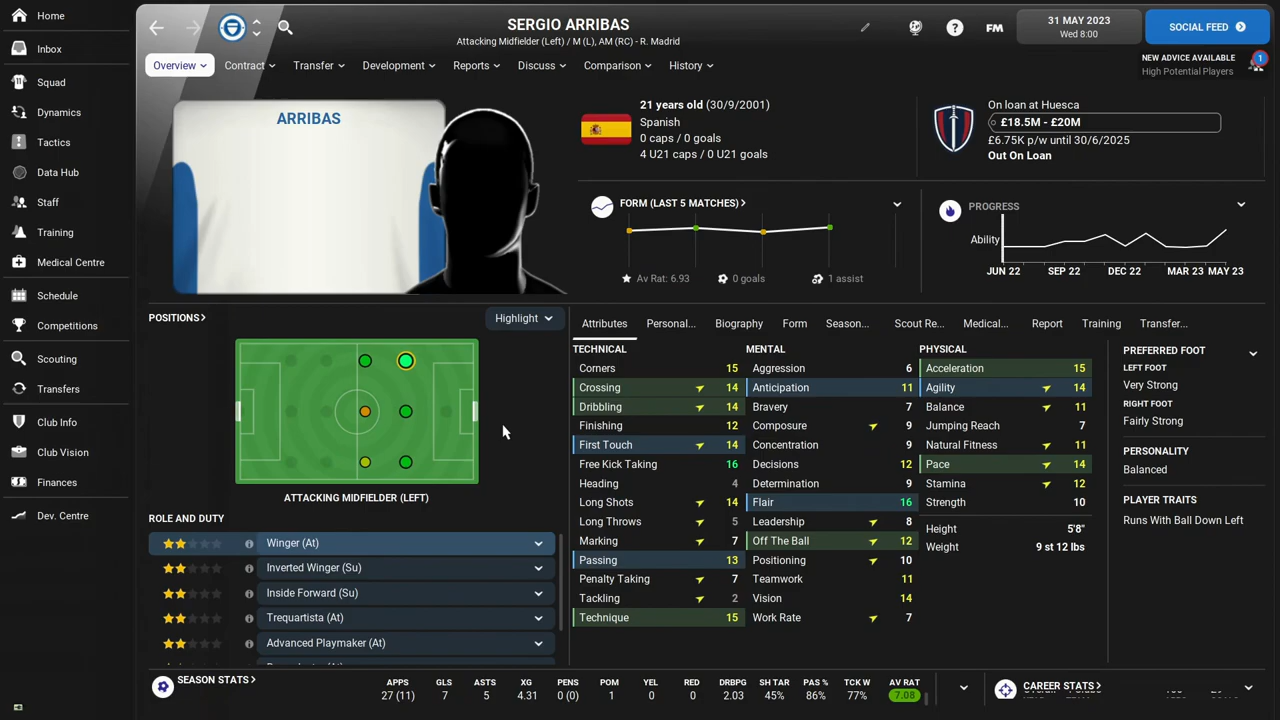 Home
Inbox
Squad
Dynamics
Tactics
Data Hub
Staff
Training
Medical Centre
Schedule
Competitions
Scouting
Transfers
Club Info
Club Vision
Finances
Dev. Centre
SERGIO ARRIBAS
Attacking Midfielder (Left) / M (L), AM (RC) - R. Madrid
FM
31 MAY 2023
Wed 8:00
SOCIAL FEED
Overview
Contract
Transfer
Development
Reports
Discuss
Comparison
History
NEW ADVICE AVAILABLE
High Potential Players
1
ARRIBAS
21 years old (30/9/2001)
Spanish
0 caps / 0 goals
4 U21 caps / 0 U21 goals
On loan at Huesca
£18.5M - £20M
£6.75K p/w until 30/6/2025
Out On Loan
FORM (LAST 5 MATCHES)
Av Rat: 6.93
0 goals
1 assist
PROGRESS
Ability
JUN 22 SEP 22 DEC 22 MAR 23 MAY 23
POSITIONS
Highlight
ATTACKING MIDFIELDER (LEFT)
ROLE AND DUTY
Winger (At)
Inverted Winger (Su)
Inside Forward (Su)
Trequartista (At)
Advanced Playmaker (At)
Attributes
Personal...
Biography
Form
Season...
Scout Re...
Medical...
Report
Training
Transfer...
TECHNICAL
Corners 15
Crossing 14
Dribbling 14
Finishing 12
First Touch 14
Free Kick Taking 16
Heading 4
Long Shots 14
Long Throws 5
Marking 7
Passing 13
Penalty Taking 7
Tackling 2
Technique 15
MENTAL
Aggression 6
Anticipation 11
Bravery 7
Composure 9
Concentration 9
Decisions 12
Determination 9
Flair 16
Leadership 8
Off The Ball 12
Positioning 10
Teamwork 11
Vision 14
Work Rate 7
PHYSICAL
Acceleration 15
Agility 14
Balance 11
Jumping Reach 7
Natural Fitness 11
Pace 14
Stamina 12
Strength 10
Height 5'8"
Weight 9 st 12 lbs
PREFERRED FOOT
LEFT FOOT
Very Strong
RIGHT FOOT
Fairly Strong
PERSONALITY
Balanced
PLAYER TRAITS
Runs With Ball Down Left
SEASON STATS
APPS GLS ASTS XG PENS POM YEL RED DRBPG SH TAR PAS % TCK W AV RAT
27 (11) 7 5 4.31 0 (0) 1 0 0 2.03 45% 86% 77% 7.08
CAREER STATS